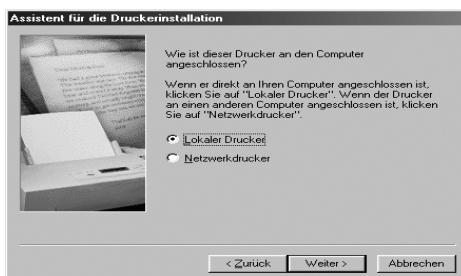 Assistent für die Druckerinstallation
Wie ist dieser Drucker an den Computer
angeschlossen?
Wenn er direkt an Ihren Computer angeschlossen ist,
klicken Sie auf "Lokaler Drucker". Wenn der Drucker
an einen anderen Computer angeschlossen ist, klicken
Sie auf "Netzwerkdrucker".
Lokaler Drucker
Netzwerkdrucker
< Zurück Weiter > Abbrechen